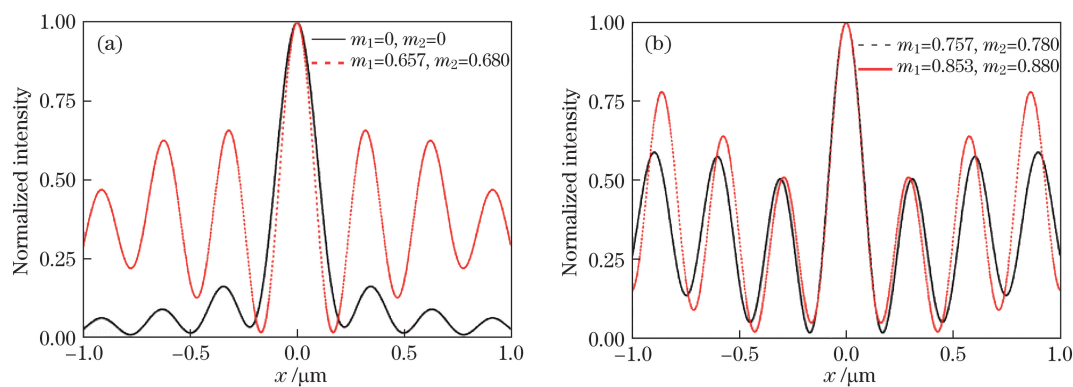 (a)
m₁=0, m₂=0
m₁=0.657, m₂=0.680
Normalized intensity
1.00
0.75
0.50
0.25
0.00
−1.0
−0.5
0.0
0.5
1.0
x /μm
(b)
m₁=0.757, m₂=0.780
m₁=0.853, m₂=0.880
Normalized intensity
1.00
0.75
0.50
0.25
0.00
−1.0
−0.5
0.0
0.5
1.0
x /μm